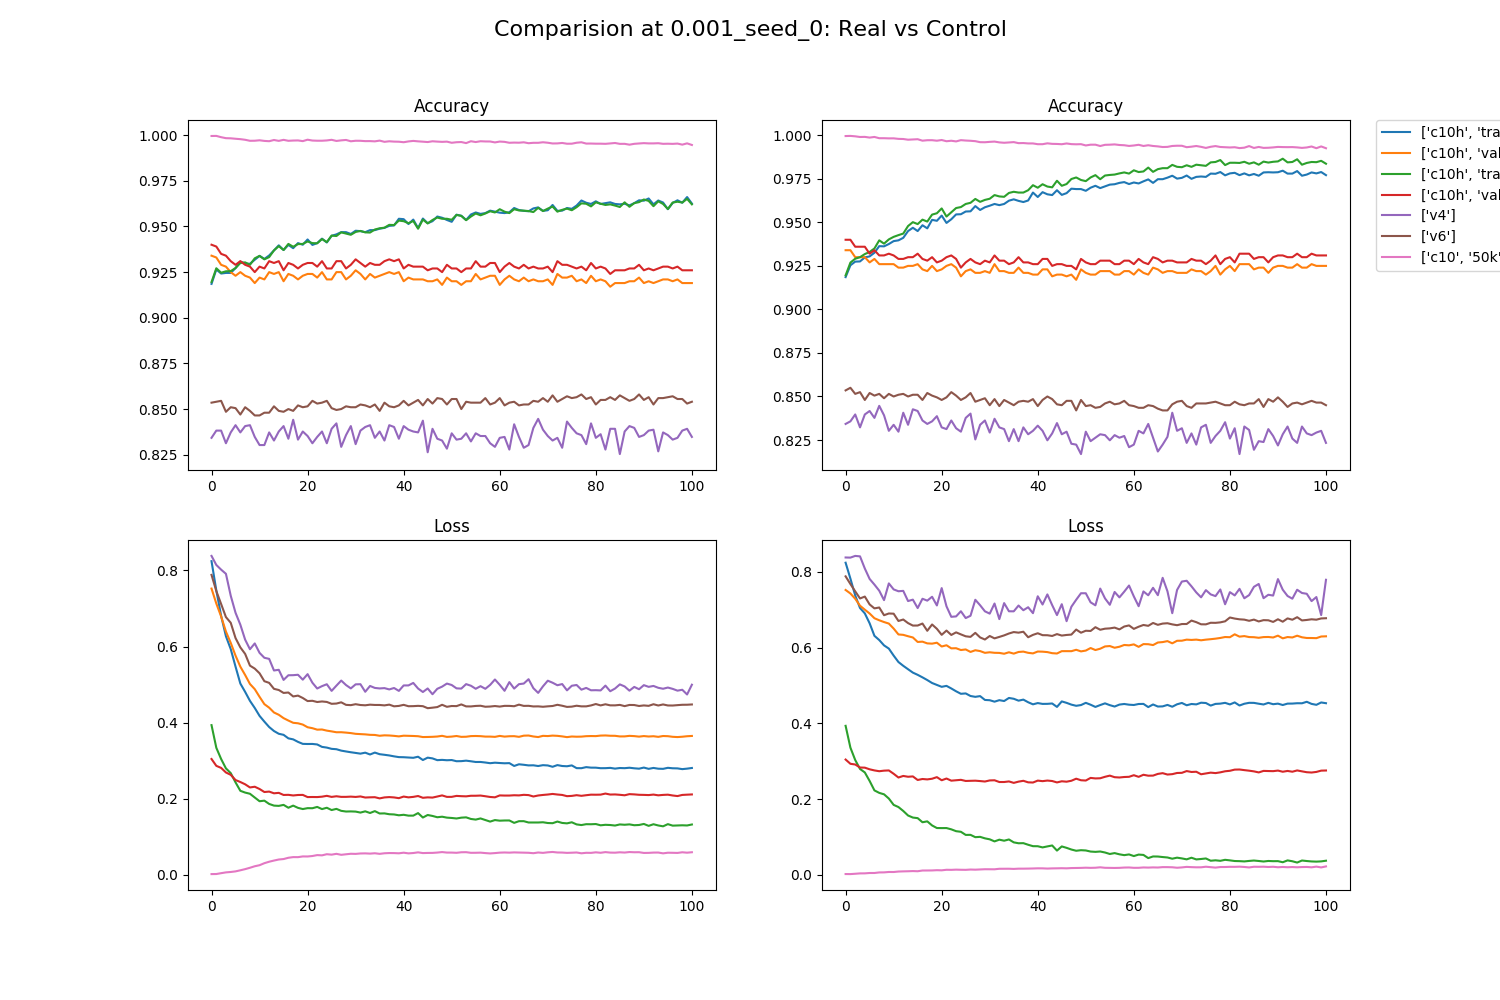 Comparision at 0.001_seed_0: Real vs Control
Accuracy
1.000
0.975
0.950
0.925
0.900
0.875
0.850
0.825
0 20 40 60 80 100
Accuracy
1.000
0.975
0.950
0.925
0.900
0.875
0.850
0.825
0 20 40 60 80 100
['c10h', 'tra
['c10h', 'val
['c10h', 'tra
['c10h', 'val
['v4']
['v6']
['c10', '50k'
Loss
0.8
0.6
0.4
0.2
0.0
0 20 40 60 80 100
Loss
0.8
0.6
0.4
0.2
0.0
0 20 40 60 80 100